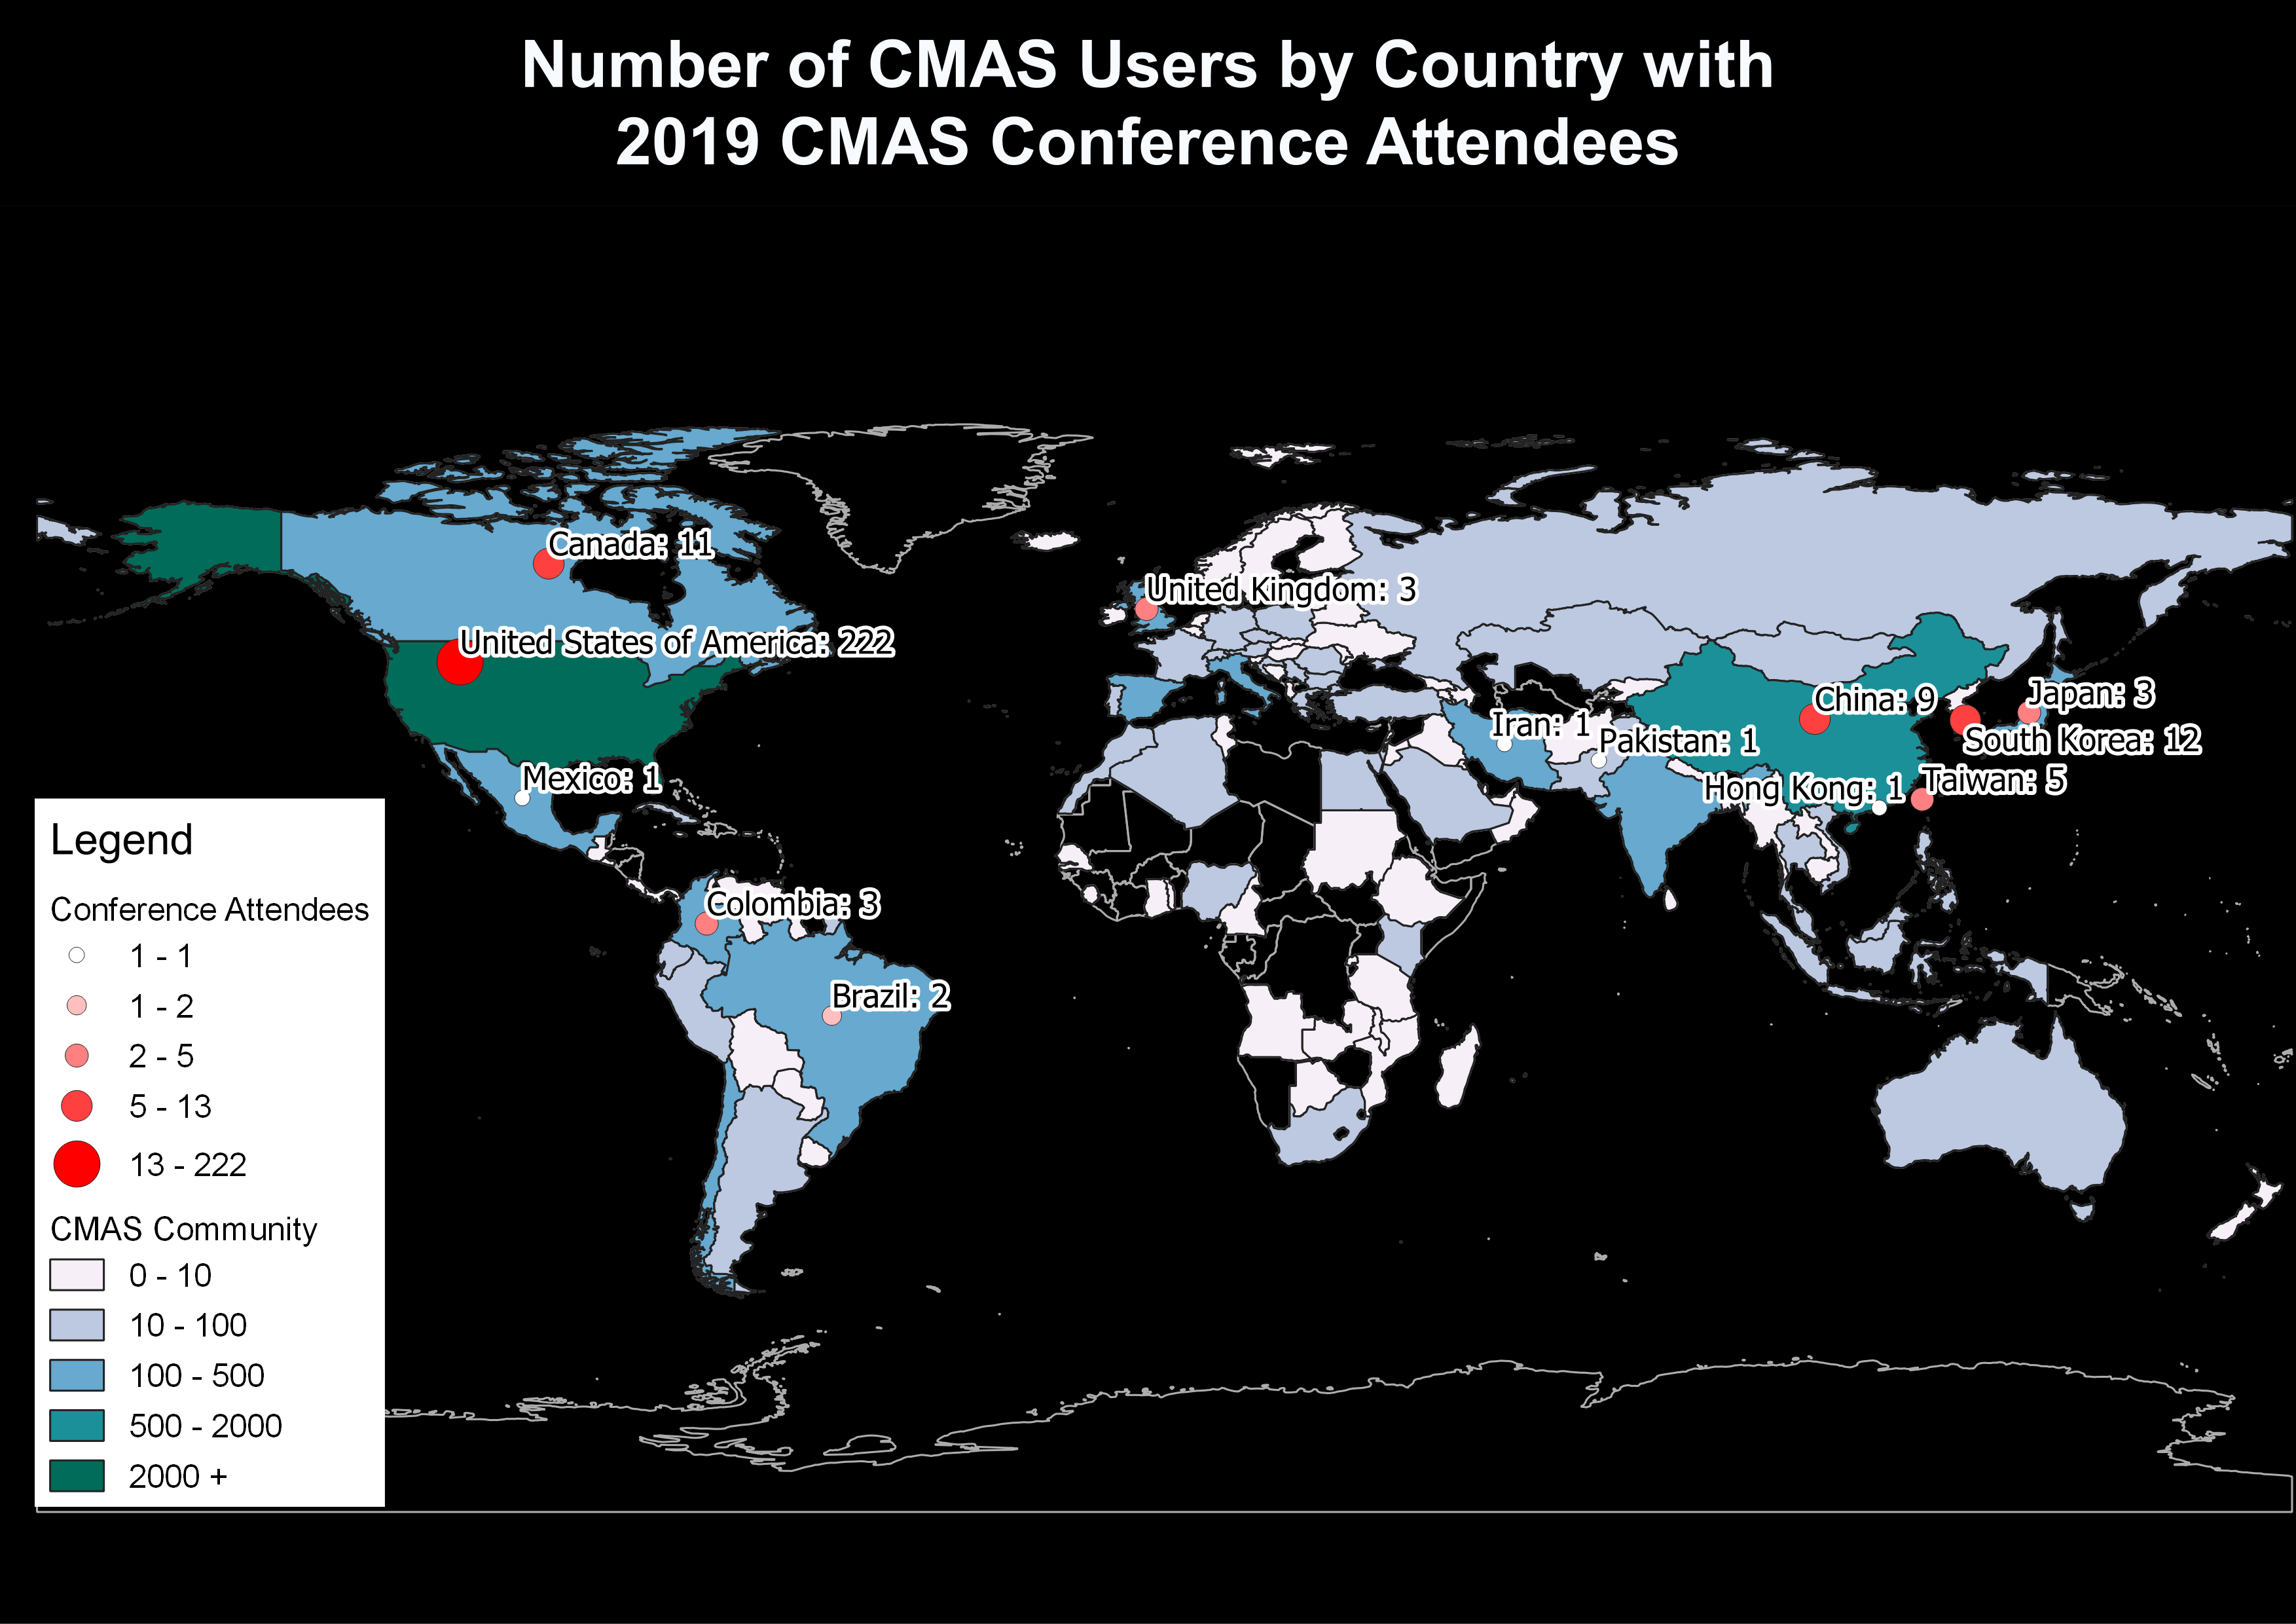 Number of CMAS Users by Country with
2019 CMAS Conference Attendees
Canada: 11
United Kingdom: 3
United States of America: 222
China: 9
Japan: 3
Iran: 1
South Korea: 12
Pakistan: 1
Mexico: 1
Hong Kong: 1
Taiwan: 5
Colombia: 3
Brazil: 2
Legend
Conference Attendees
1 - 1
1 - 2
2 - 5
5 - 13
13 - 222
CMAS Community
0 - 10
10 - 100
100 - 500
500 - 2000
2000 +